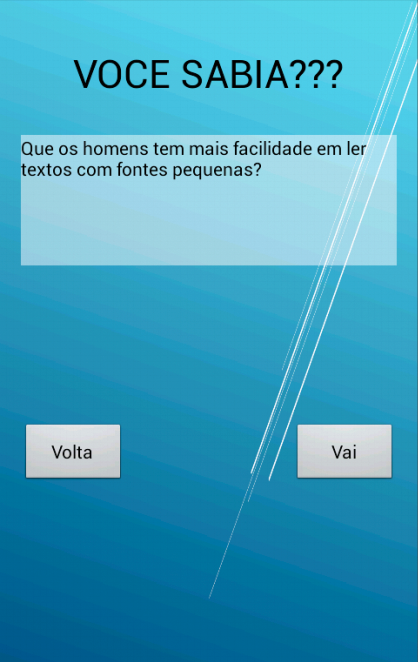 VOCE SABIA???
Que os homens tem mais facilidade em ler
textos com fontes pequenas?
Volta
Vai